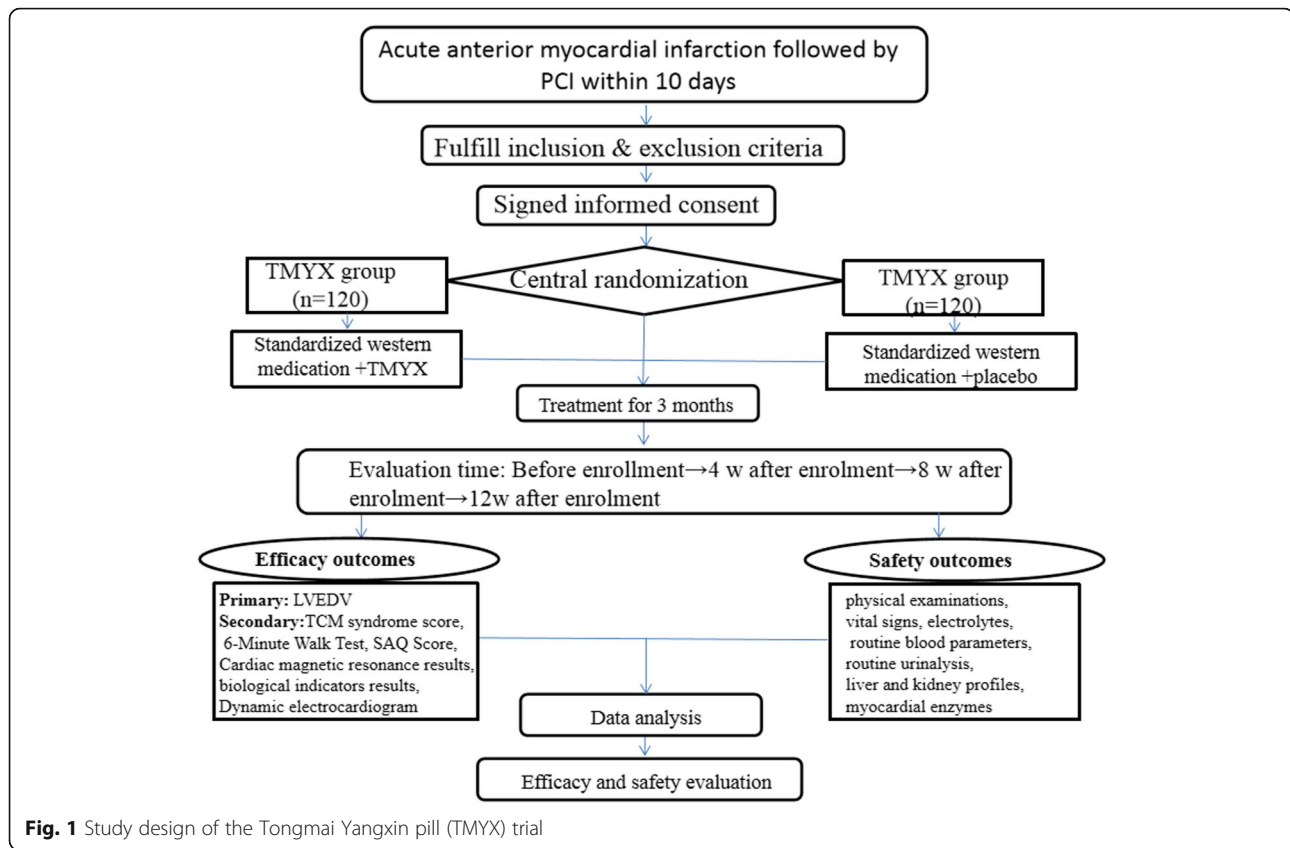 Acute anterior myocardial infarction followed by
PCI within 10 days
Fulfill inclusion & exclusion criteria
Signed informed consent
Central randomization
TMYX group
(n=120)
TMYX group
(n=120)
Standardized western
medication +TMYX
Standardized western
medication +placebo
Treatment for 3 months
Evaluation time: Before enrollment→4 w after enrolment→8 w after
enrolment→12w after enrolment
Efficacy outcomes
Primary: LVEDV
Secondary:TCM syndrome score,
6-Minute Walk Test, SAQ Score,
Cardiac magnetic resonance results,
biological indicators results,
Dynamic electrocardiogram
Safety outcomes
physical examinations,
vital signs, electrolytes,
routine blood parameters,
routine urinalysis,
liver and kidney profiles,
myocardial enzymes
Data analysis
Efficacy and safety evaluation
Fig. 1 Study design of the Tongmai Yangxin pill (TMYX) trial